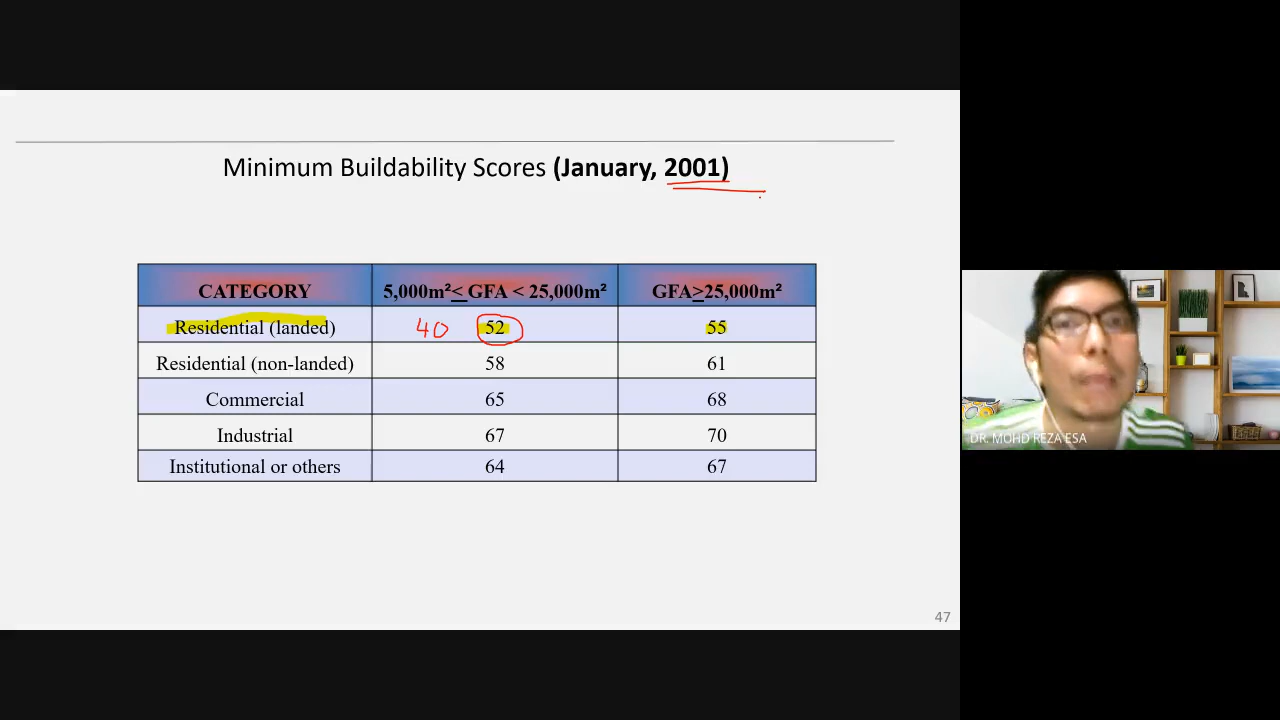 Minimum Buildability Scores (January, 2001)
CATEGORY 5,000m²< GFA < 25,000m² GFA>25,000m²
Residential (landed) 40 52 55
Residential (non-landed) 58 61
Commercial 65 68
Industrial 67 70
Institutional or others 64 67
47
DR. MOHD REZA ESA